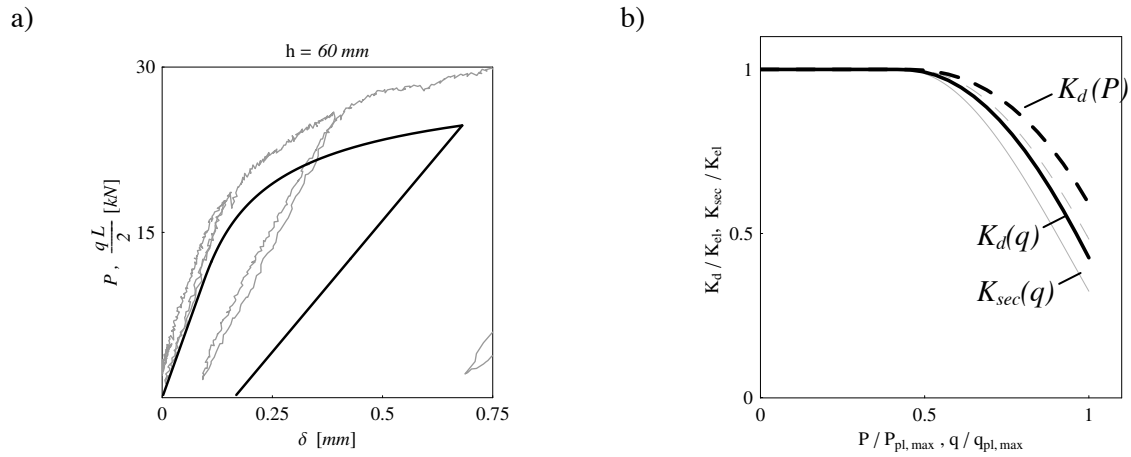 a)
h = 60 mm
30
15
0
0.25
0.5
0.75
P , q L / 2 [kN]
δ [mm]
b)
1
0.5
0
0
0.5
1
K_d / K_el, K_sec / K_el
P / P_pl, max , q / q_pl, max
K_d(P)
K_d(q)
K_sec(q)